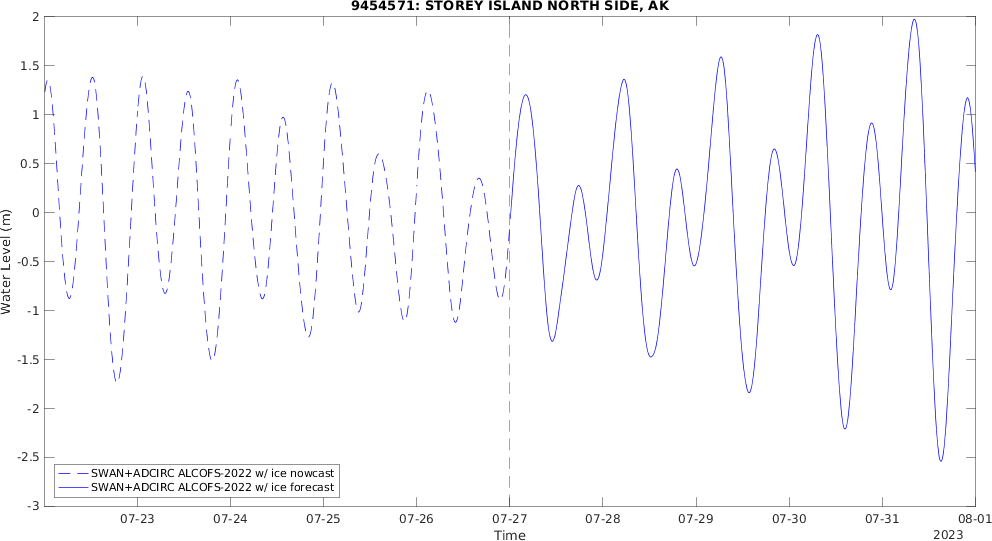 9454571: STOREY ISLAND NORTH SIDE, AK
2
1.5
1
0.5
0
-0.5
-1
-1.5
-2
-2.5
-3
Water Level (m)
SWAN+ADCIRC ALCOFS-2022 w/ ice nowcast
SWAN+ADCIRC ALCOFS-2022 w/ ice forecast
07-23 07-24 07-25 07-26 07-27 07-28 07-29 07-30 07-31 08-01
Time
2023